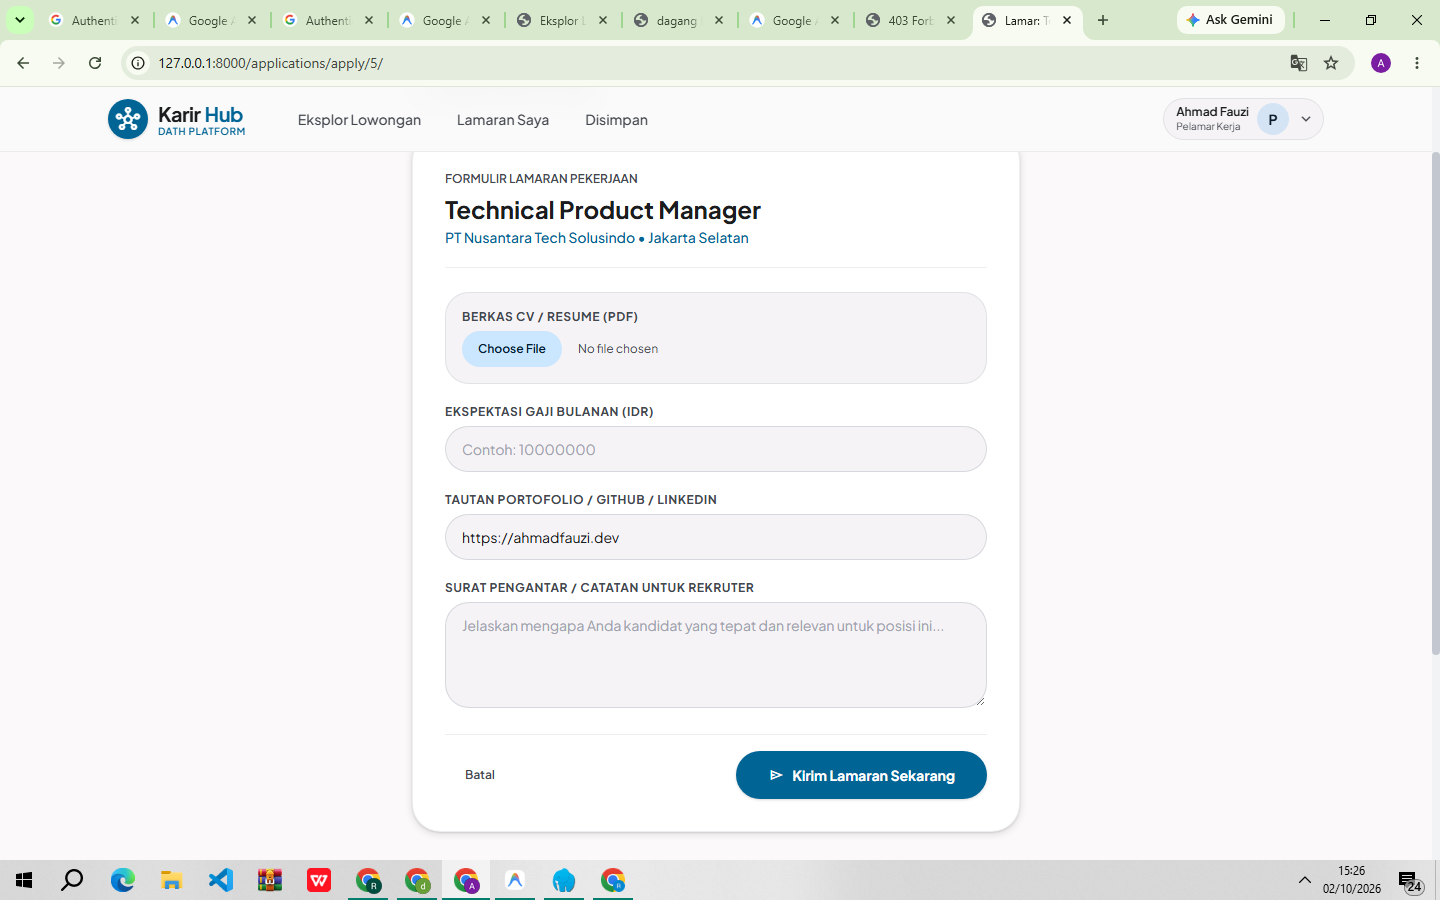 Authenti
Google A
Authenti
Google A
Eksplor L
dagang
Google A
403 Forb
Lamar: T
Ask Gemini
127.0.0.1:8000/applications/apply/5/
A
Karir Hub
DATH PLATFORM
Eksplor Lowongan
Lamaran Saya
Disimpan
Ahmad Fauzi
Pelamar Kerja
P
FORMULIR LAMARAN PEKERJAAN
Technical Product Manager
PT Nusantara Tech Solusindo • Jakarta Selatan
BERKAS CV / RESUME (PDF)
Choose File
No file chosen
EKSPEKTASI GAJI BULANAN (IDR)
Contoh: 10000000
TAUTAN PORTOFOLIO / GITHUB / LINKEDIN
https://ahmadfauzi.dev
SURAT PENGANTAR / CATATAN UNTUK REKRUTER
Jelaskan mengapa Anda kandidat yang tepat dan relevan untuk posisi ini...
Batal
Kirim Lamaran Sekarang
15:26
02/10/2026
24